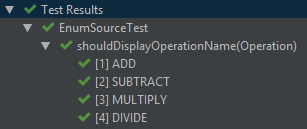 Test Results
EnumSourceTest
shouldDisplayOperationName(Operation)
[1] ADD
[2] SUBTRACT
[3] MULTIPLY
[4] DIVIDE